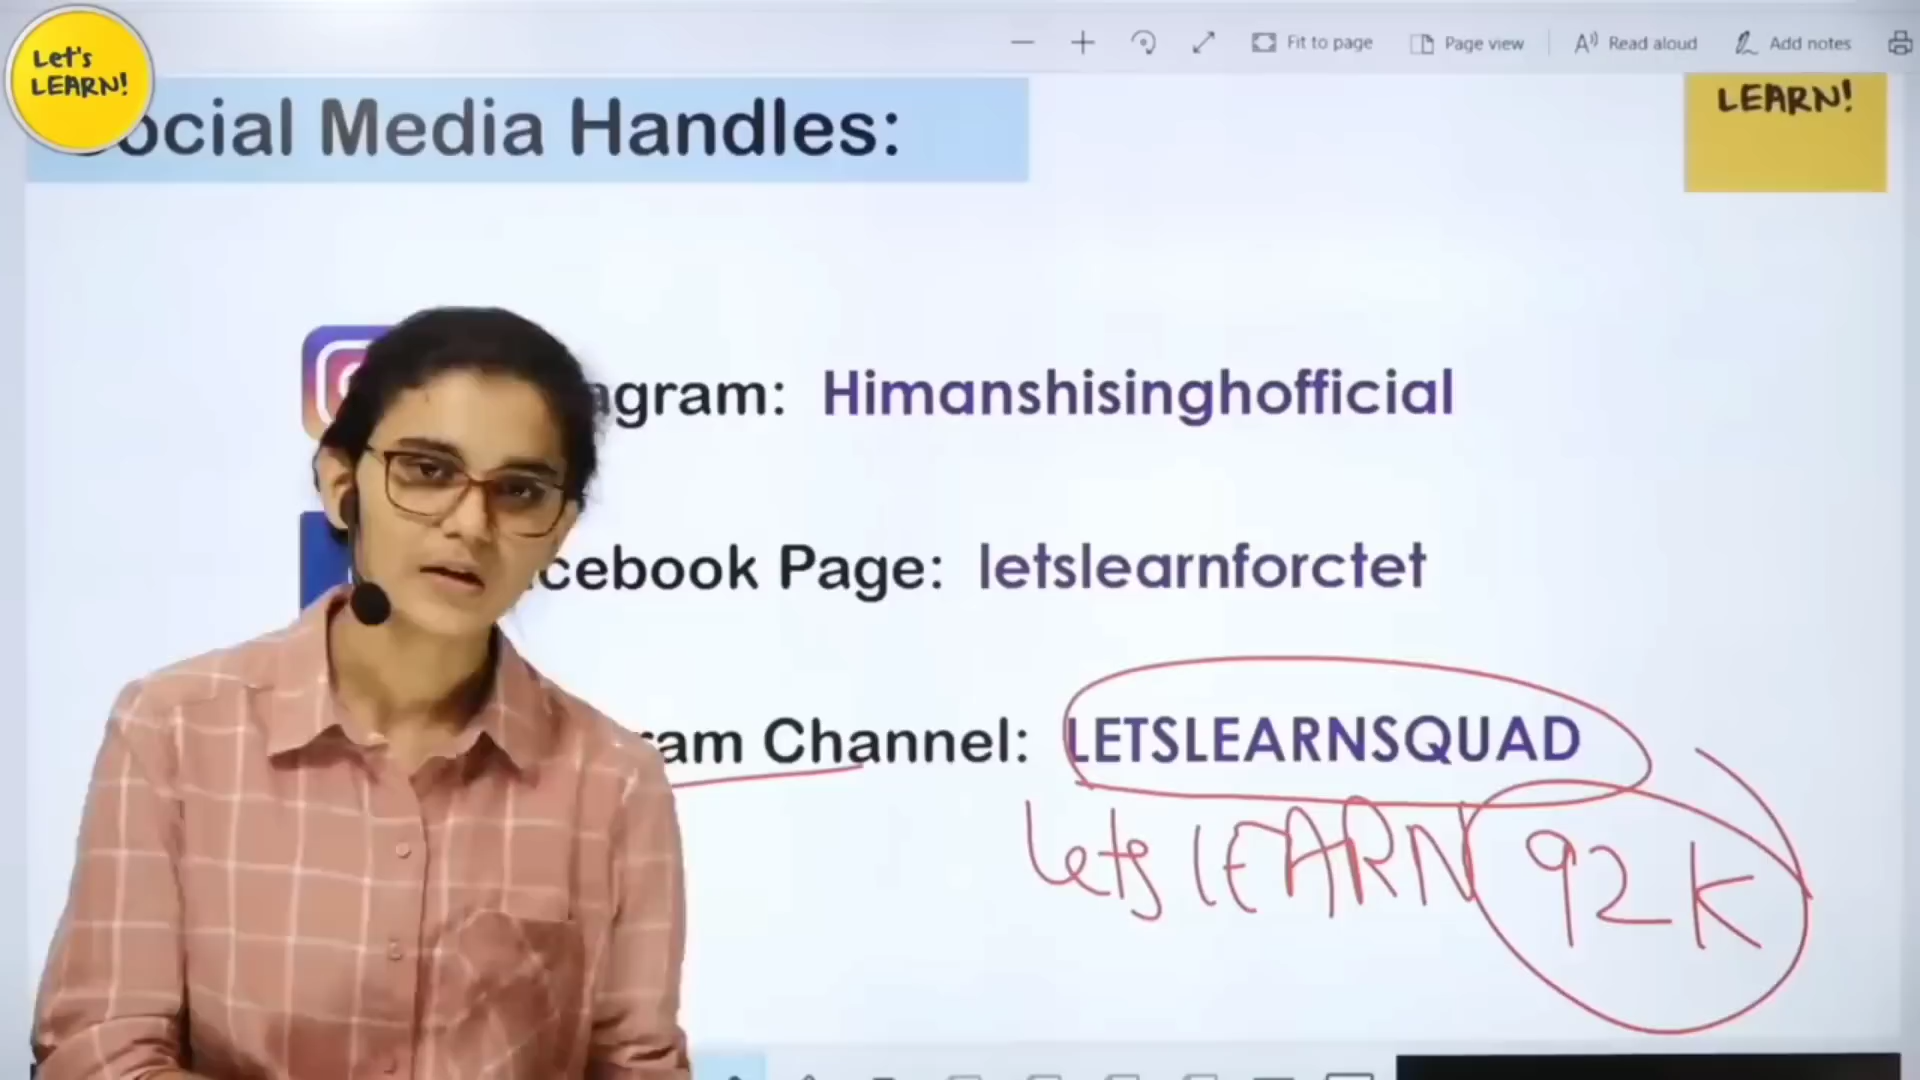 Let's
LEARN!
Fit to page
Page view
Read aloud
Add notes
LEARN!
ocial Media Handles:
agram: Himanshisinghofficial
cebook Page: letslearnforctet
ram Channel: LETSLEARNSQUAD
Lets LEARN 92K